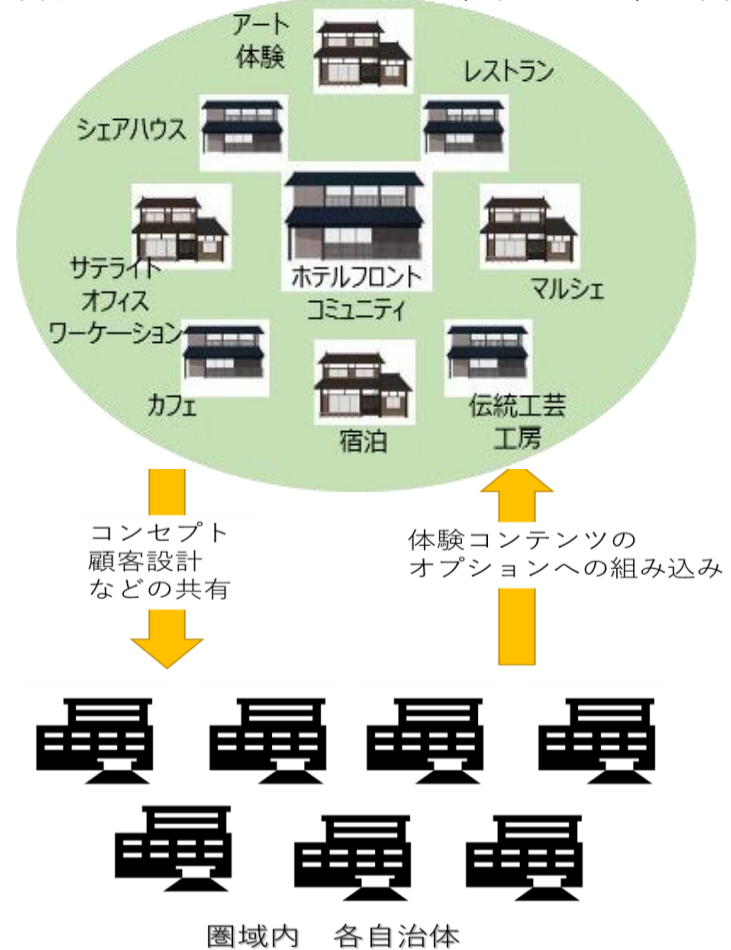 アート
体験
レストラン
シェアハウス
サテライト
オフィス
ワーケーション
ホテルフロント
コミュニティ
マルシェ
カフェ
宿泊
伝統工芸
工房
コンセプト
顧客設計
などの共有
体験コンテンツの
オプションへの組み込み
圏域内　各自治体